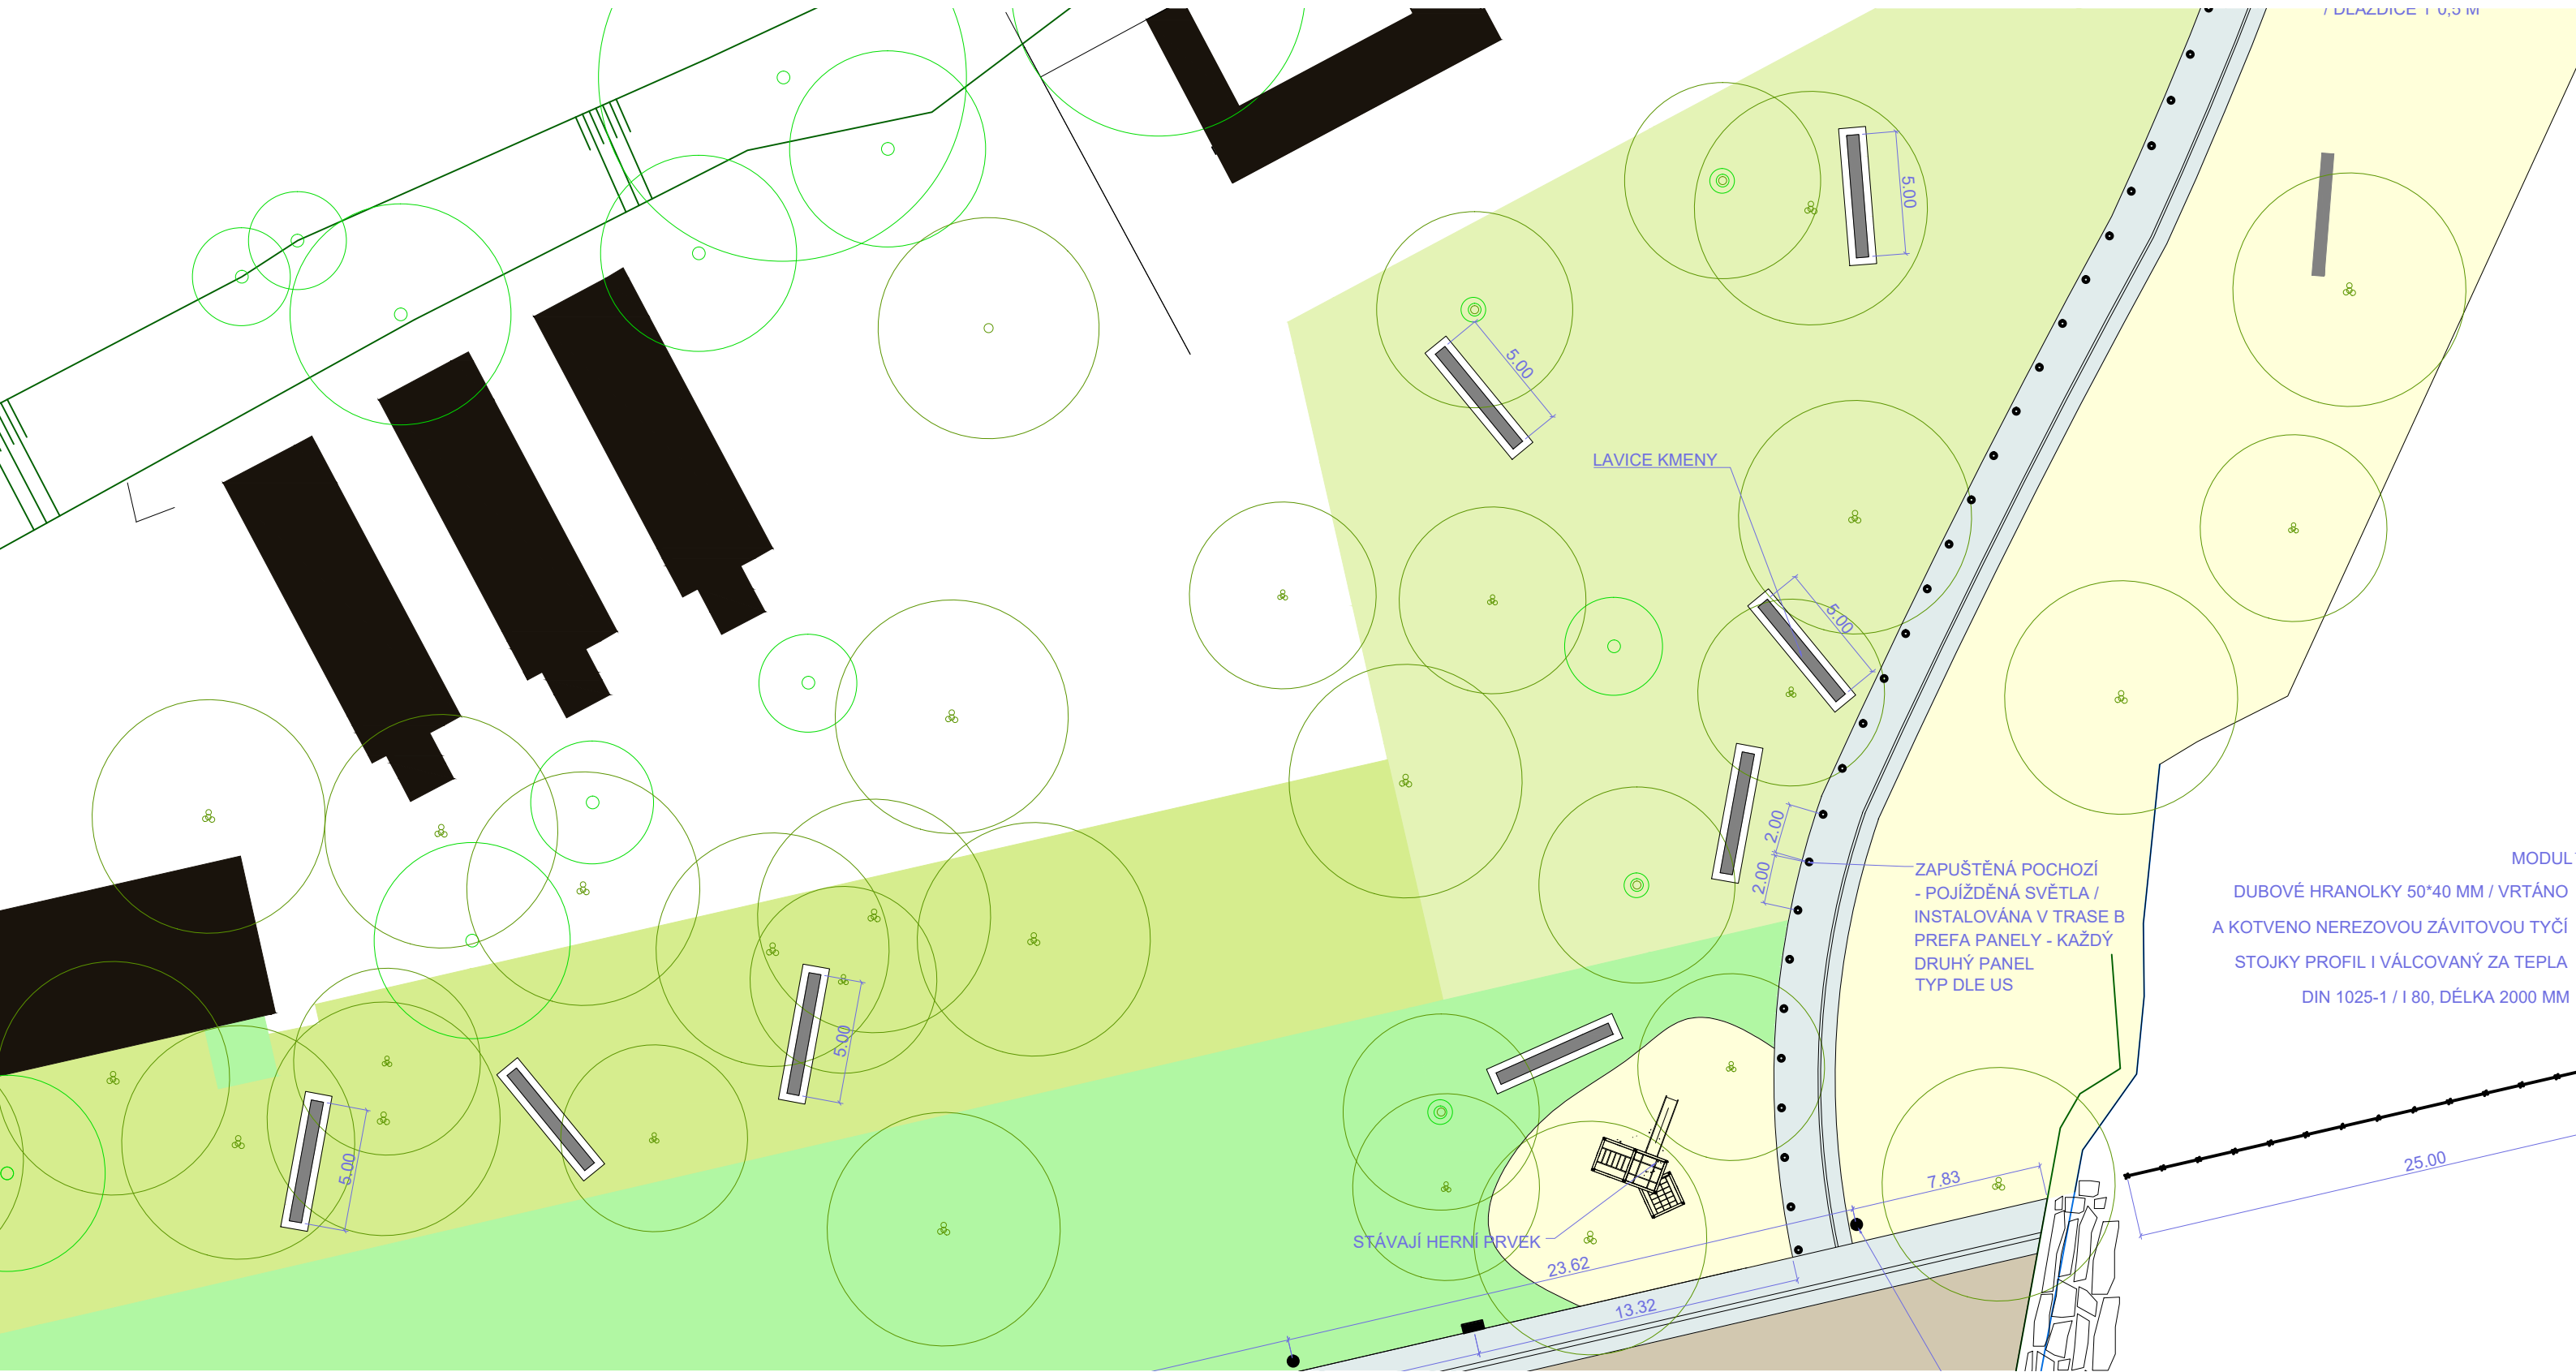 / DLAŽDICE T 0,5 M
5.00
5.00
LAVICE KMENY
5.00
2.00
2.00
ZAPUŠTĚNÁ POCHOZÍ
- POJÍŽDĚNÁ SVĚTLA /
INSTALOVÁNA V TRASE B
PREFA PANELY - KAŽDÝ
DRUHÝ PANEL
TYP DLE US
MODUL
DUBOVÉ HRANOLKY 50*40 MM / VRTÁNO
A KOTVENO NEREZOVOU ZÁVITOVOU TYČÍ
STOJKY PROFIL I VÁLCOVANÝ ZA TEPLA
DIN 1025-1 / I 80, DÉLKA 2000 MM
5.00
5.00
7.83
25.00
STÁVAJÍ HERNÍ PRVEK
23.62
13.32